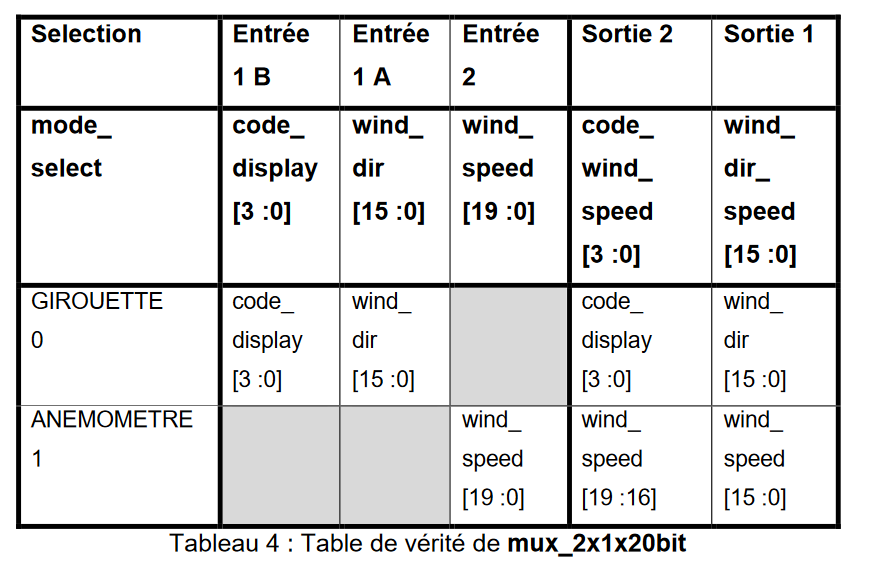 Selection Entrée Entrée Entrée Sortie 2 Sortie 1
1 B 1 A 2
mode_ code_ wind_ wind_ code_ wind_
select display dir speed wind_ dir_
[3 :0] [15 :0] [19 :0] speed speed
[3 :0] [15 :0]
GIROUETTE code_ wind_ code_ wind_
0 display dir display dir
[3 :0] [15 :0] [3 :0] [15 :0]
ANEMOMETRE wind_ wind_ wind_
1 speed speed speed
[19 :0] [19 :16] [15 :0]
Tableau 4 : Table de vérité de mux_2x1x20bit